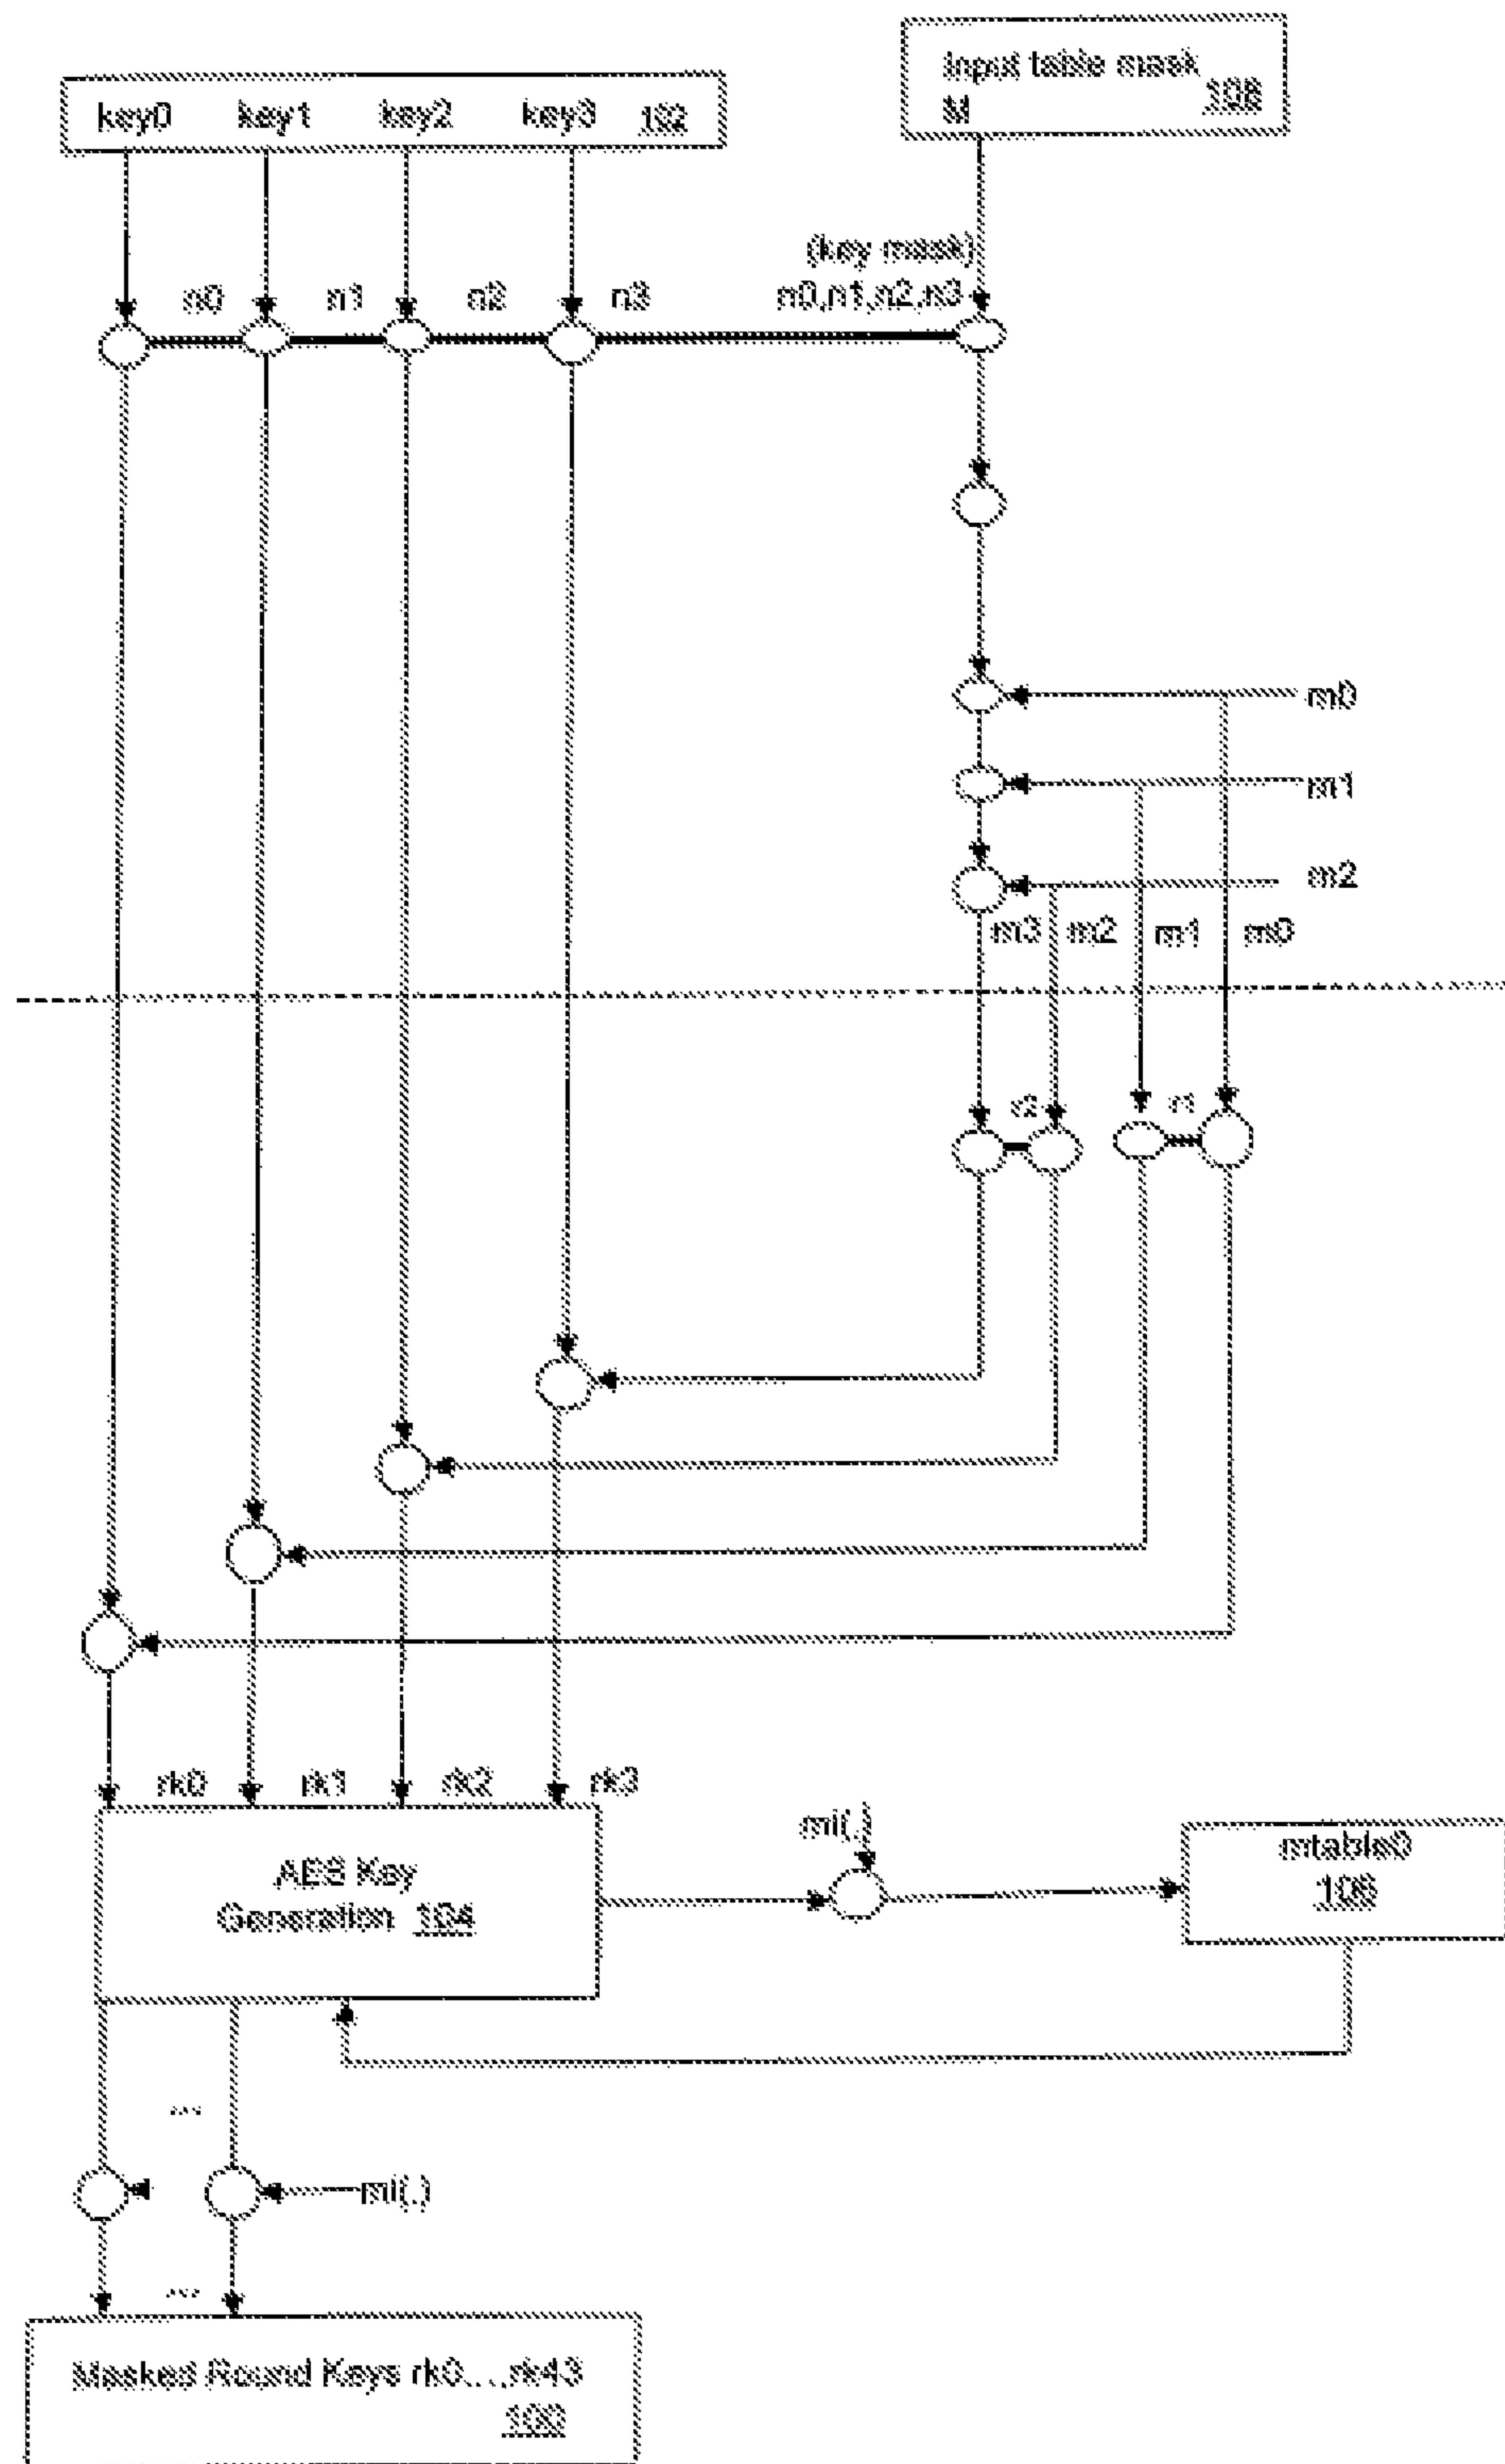 Input table mask
M 108
key0 key1 key2 key3 102
(key mask)
n0 n1 n2 n3 n0,n1,n2,n3
m0
m1
m2
m3 m2 m1 m0
r2 r1
rk0 rk1 rk2 rk3
mi(.)
AES Key
Generation 104
mtable0
106
...
mi(.)
...
Masked Round Keys rk0...,rk43